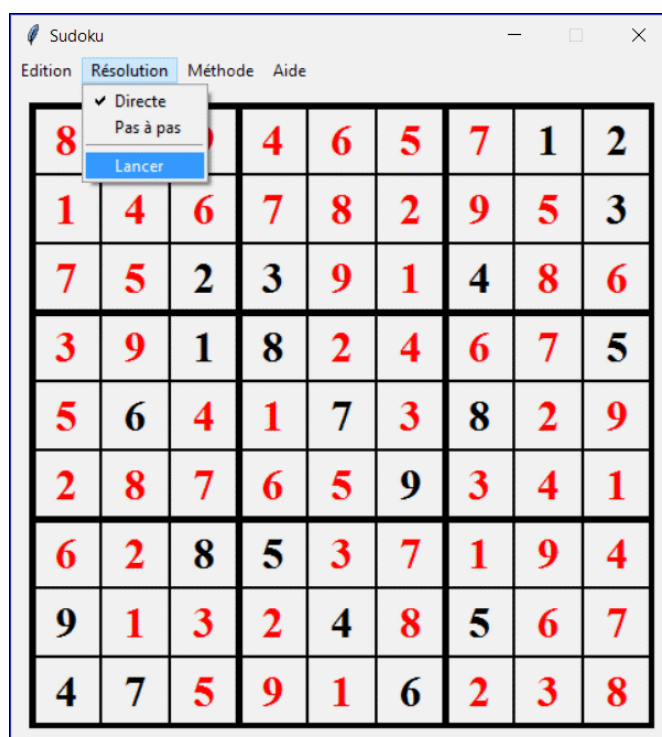 Sudoku
Edition Résolution Méthode Aide
Directe
Pas à pas
Lancer
8 4 6 5 7 1 2
1 4 6 7 8 2 9 5 3
7 5 2 3 9 1 4 8 6
3 9 1 8 2 4 6 7 5
5 6 4 1 7 3 8 2 9
2 8 7 6 5 9 3 4 1
6 2 8 5 3 7 1 9 4
9 1 3 2 4 8 5 6 7
4 7 5 9 1 6 2 3 8